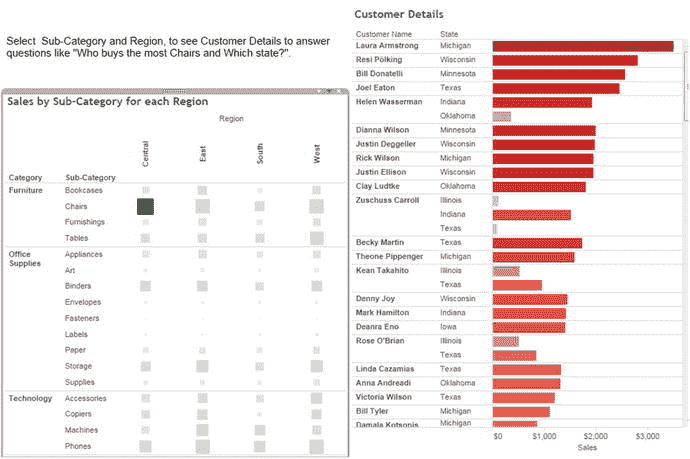 Select Sub-Category and Region, to see Customer Details to answer
questions like "Who buys the most Chairs and Which state?".
Sales by Sub-Category for each Region
Region
Central East South West
Category Sub-Category
Furniture Bookcases
Chairs
Furnishings
Tables
Office Supplies Appliances
Art
Binders
Envelopes
Fasteners
Labels
Paper
Storage
Supplies
Technology Accessories
Copiers
Machines
Phones
Customer Details
Customer Name State
Laura Armstrong Michigan
Resi Pölking Wisconsin
Bill Donatelli Minnesota
Joel Eaton Texas
Helen Wasserman Indiana
Oklahoma
Dianna Wilson Minnesota
Justin Deggeller Wisconsin
Rick Wilson Michigan
Justin Ellison Wisconsin
Clay Ludtke Oklahoma
Zuschuss Carroll Illinois
Indiana
Texas
Becky Martin Texas
Theone Pippenger Michigan
Kean Takahito Illinois
Texas
Denny Joy Wisconsin
Mark Hamilton Indiana
Deanra Eno Iowa
Rose O'Brian Illinois
Texas
Linda Cazamias Texas
Anna Andreadi Oklahoma
Victoria Wilson Texas
Bill Tyler Michigan
Damala Kotsonis Michigan
$0 $1,000 $2,000 $3,000
Sales